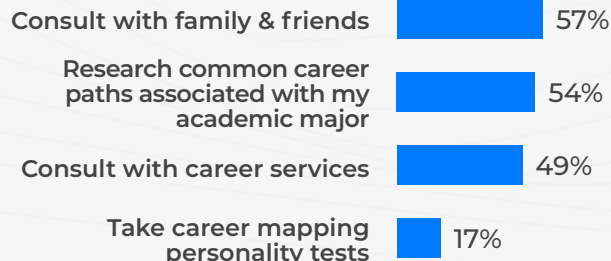 Consult with family & friends 57%
Research common career
paths associated with my
academic major
54%
Consult with career services 49%
Take career mapping
personality tests
17%